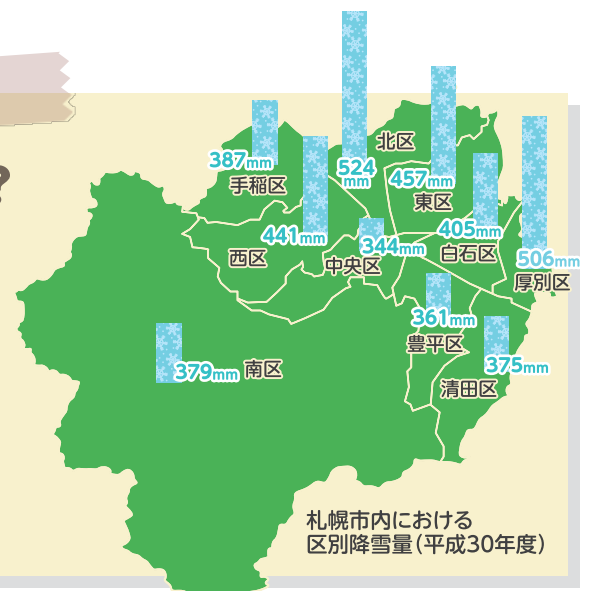 北区
387mm
手稲区
524
mm
457mm
東区
441mm
西区
344mm
中央区
405mm
白石区
506mm
厚別区
361mm
豊平区
375mm
清田区
379mm
南区
札幌市内における
区別降雪量(平成30年度)